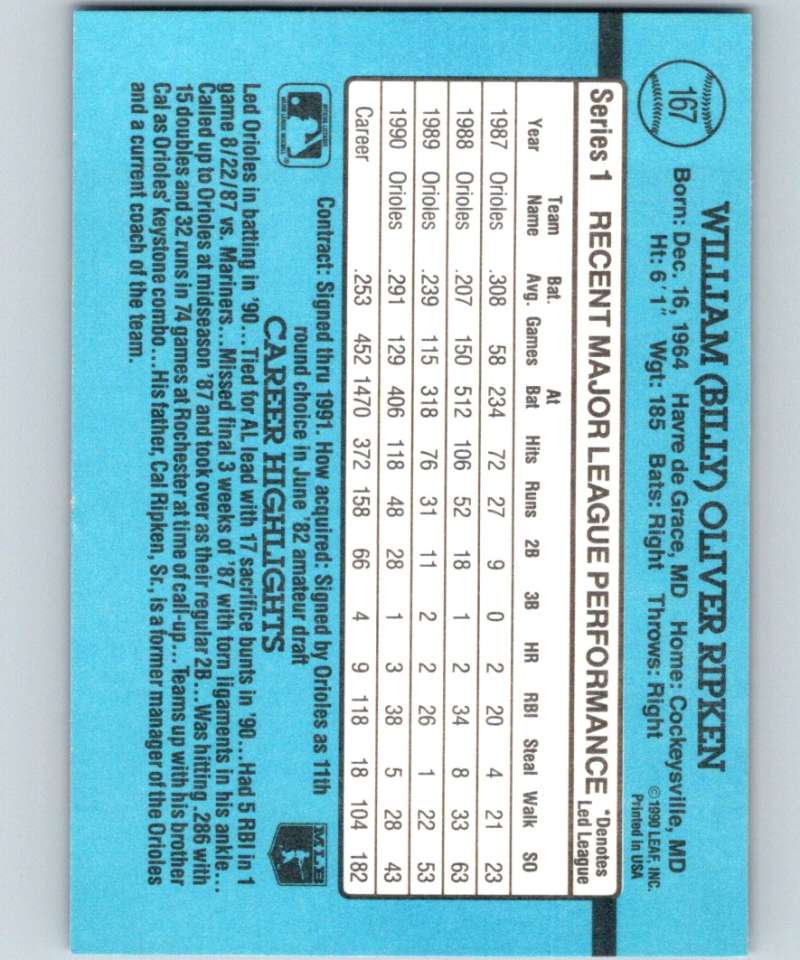 167
WILLIAM (BILLY) OLIVER RIPKEN
Born: Dec. 16, 1964 Havre de Grace, MD Home: Cockeysville, MD
Ht: 6'1" Wgt: 185 Bats: Right Throws: Right
©1990 LEAF, INC.
Printed in USA
Series 1 RECENT MAJOR LEAGUE PERFORMANCE *Denotes Led League
Year Team Name Bat. Avg. Games At Bat Hits Runs 2B 3B HR RBI Steal Walk SO
1987 Orioles .308 58 234 72 27 9 0 2 20 4 21 23
1988 Orioles .207 150 512 106 52 18 1 2 34 8 33 63
1989 Orioles .239 115 318 76 31 11 2 2 26 1 22 53
1990 Orioles .291 129 406 118 48 28 1 3 38 5 28 43
Career .253 452 1470 372 158 66 4 9 118 18 104 182
Contract: Signed thru 1991. How acquired: Signed by Orioles as 11th
round choice in June '82 amateur draft
CAREER HIGHLIGHTS
MLB
Led Orioles in batting in '90...Tied for AL lead with 17 sacrifice bunts in '90...Had 5 RBI in 1
game 8/22/87 vs. Mariners...Missed final 3 weeks of '87 with torn ligaments in his ankle...
Called up to Orioles at midseason '87 and took over as their regular 2B...Was hitting .286 with
15 doubles and 32 runs in 74 games at Rochester at time of call-up...Teams up with his brother
Cal as Orioles' keystone combo...His father, Cal Ripken, Sr., is a former manager of the Orioles
and a current coach of the team.